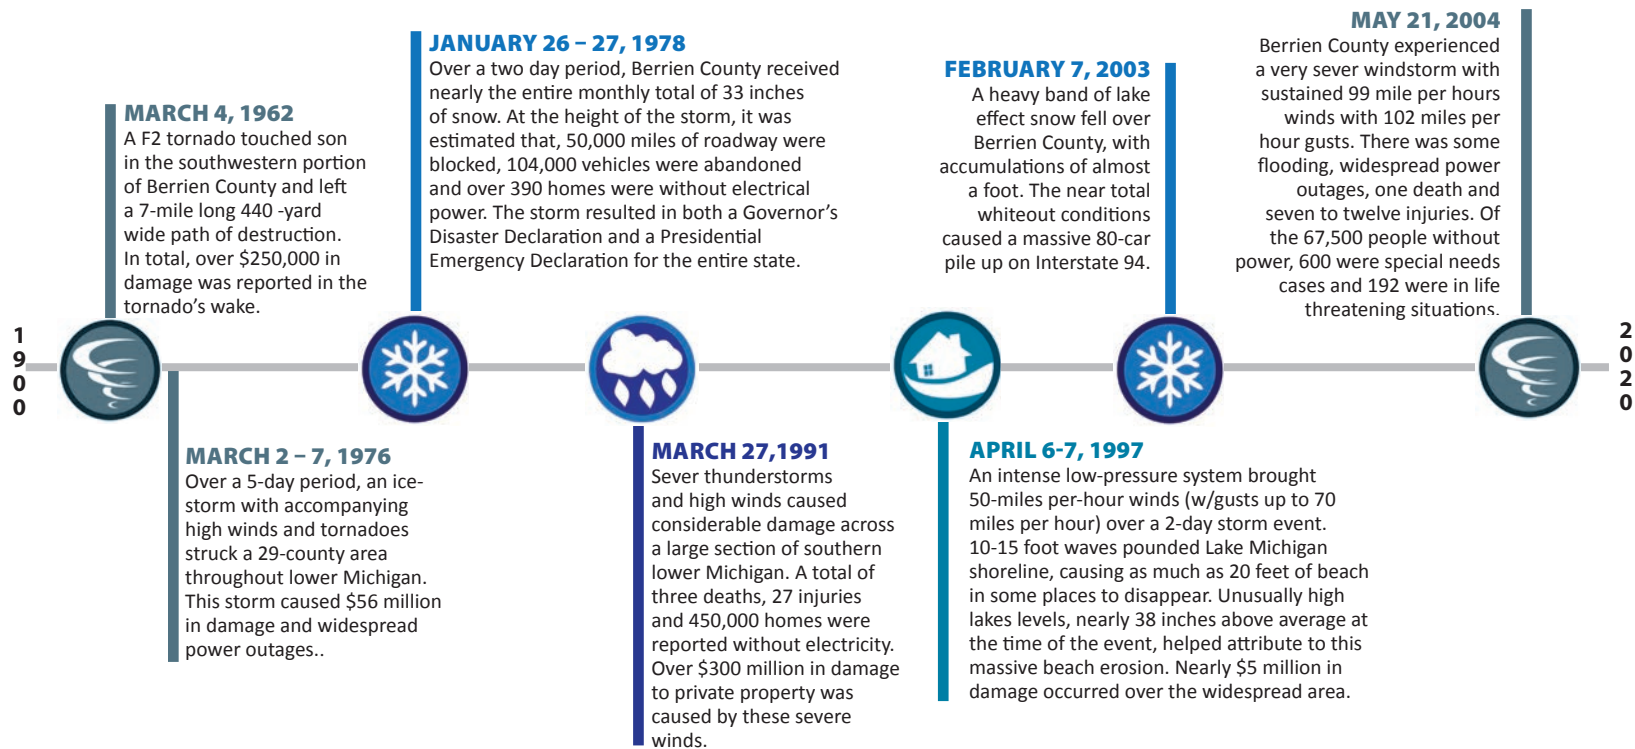 MARCH 4, 1962
A F2 tornado touched son
in the southwestern portion
of Berrien County and left
a 7-mile long 440 -yard
wide path of destruction.
In total, over $250,000 in
damage was reported in the
tornado's wake.
JANUARY 26 – 27, 1978
Over a two day period, Berrien County received
nearly the entire monthly total of 33 inches
of snow. At the height of the storm, it was
estimated that, 50,000 miles of roadway were
blocked, 104,000 vehicles were abandoned
and over 390 homes were without electrical
power. The storm resulted in both a Governor's
Disaster Declaration and a Presidential
Emergency Declaration for the entire state.
FEBRUARY 7, 2003
A heavy band of lake
effect snow fell over
Berrien County, with
accumulations of almost
a foot. The near total
whiteout conditions
caused a massive 80-car
pile up on Interstate 94.
MAY 21, 2004
Berrien County experienced
a very sever windstorm with
sustained 99 mile per hours
winds with 102 miles per
hour gusts. There was some
flooding, widespread power
outages, one death and
seven to twelve injuries. Of
the 67,500 people without
power, 600 were special needs
cases and 192 were in life
threatening situations.
1
9
0
0
2
0
2
0
MARCH 2 – 7, 1976
Over a 5-day period, an ice-
storm with accompanying
high winds and tornadoes
struck a 29-county area
throughout lower Michigan.
This storm caused $56 million
in damage and widespread
power outages..
MARCH 27,1991
Sever thunderstorms
and high winds caused
considerable damage across
a large section of southern
lower Michigan. A total of
three deaths, 27 injuries
and 450,000 homes were
reported without electricity.
Over $300 million in damage
to private property was
caused by these severe
winds.
APRIL 6-7, 1997
An intense low-pressure system brought
50-miles per-hour winds (w/gusts up to 70
miles per hour) over a 2-day storm event.
10-15 foot waves pounded Lake Michigan
shoreline, causing as much as 20 feet of beach
in some places to disappear. Unusually high
lakes levels, nearly 38 inches above average at
the time of the event, helped attribute to this
massive beach erosion. Nearly $5 million in
damage occurred over the widespread area.